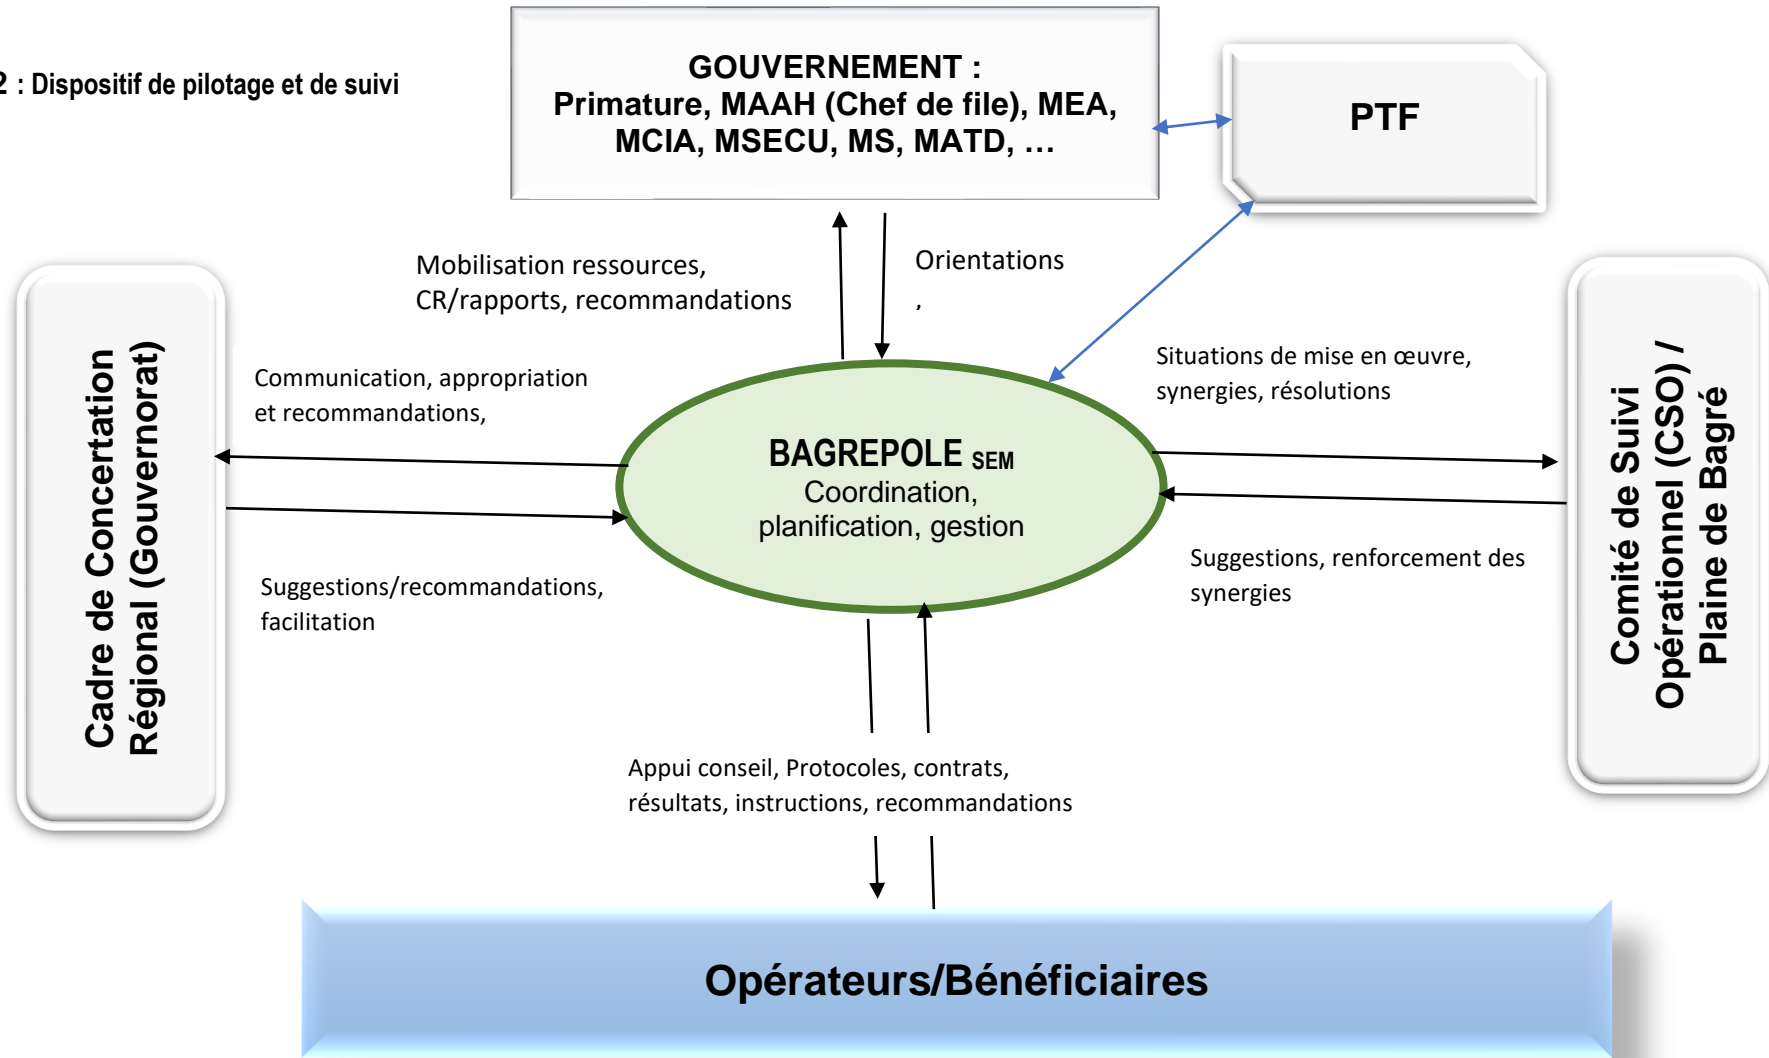 2 : Dispositif de pilotage et de suivi
GOUVERNEMENT :
Primature, MAAH (Chef de file), MEA,
MCIA, MSECU, MS, MATD, …
PTF
Mobilisation ressources,
CR/rapports, recommandations
Orientations
,
Cadre de Concertation
Régional (Gouvernorat)
Communication, appropriation
et recommandations,
Situations de mise en œuvre,
synergies, résolutions
Comité de Suivi
Opérationnel (CSO) /
Plaine de Bagré
BAGREPOLE SEM
Coordination,
planification, gestion
Suggestions/recommandations,
facilitation
Suggestions, renforcement des
synergies
Appui conseil, Protocoles, contrats,
résultats, instructions, recommandations
Opérateurs/Bénéficiaires